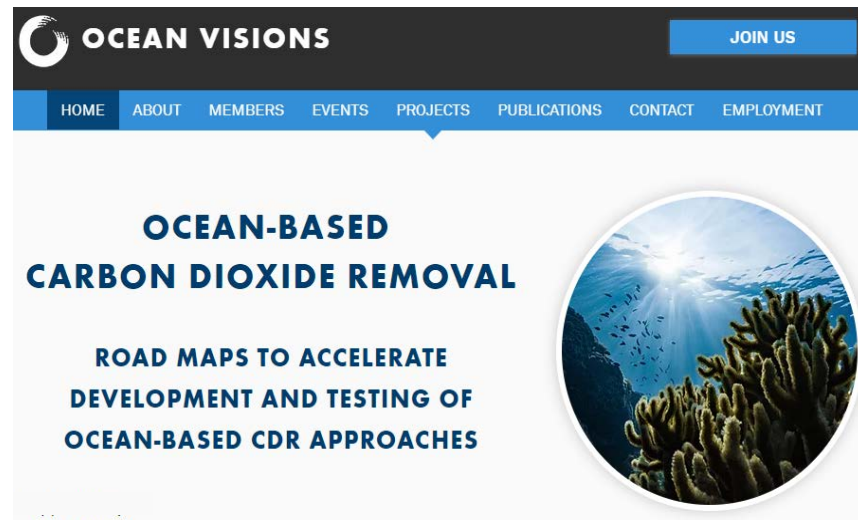 OCEAN VISIONS
JOIN US
HOME ABOUT MEMBERS EVENTS PROJECTS PUBLICATIONS CONTACT EMPLOYMENT
OCEAN-BASED
CARBON DIOXIDE REMOVAL
ROAD MAPS TO ACCELERATE
DEVELOPMENT AND TESTING OF
OCEAN-BASED CDR APPROACHES